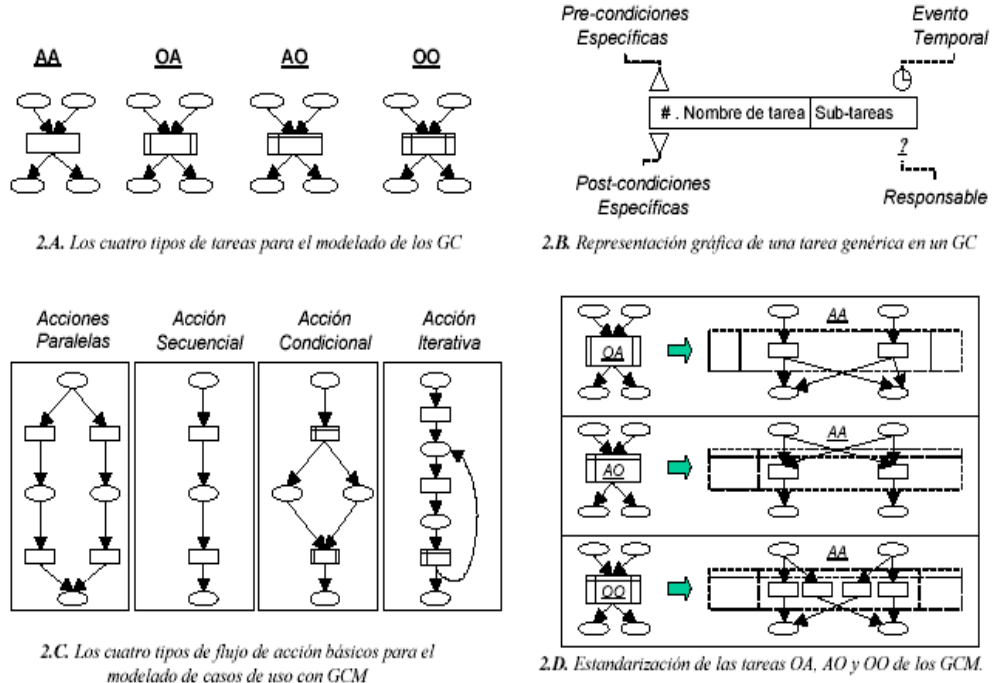 AA
OA
AO
OO
2.A. Los cuatro tipos de tareas para el modelado de los GC
Pre-condiciones
Específicas
Evento
Temporal
# . Nombre de tarea
Sub-tareas
?
Post-condiciones
Específicas
Responsable
2.B. Representación gráfica de una tarea genérica en un GC
Acciones
Paralelas
Acción
Secuencial
Acción
Condicional
Acción
Iterativa
2.C. Los cuatro tipos de flujo de acción básicos para el
modelado de casos de uso con GCM
OA
AA
AO
AA
OO
AA
2.D. Estandarización de las tareas OA, AO y OO de los GCM.